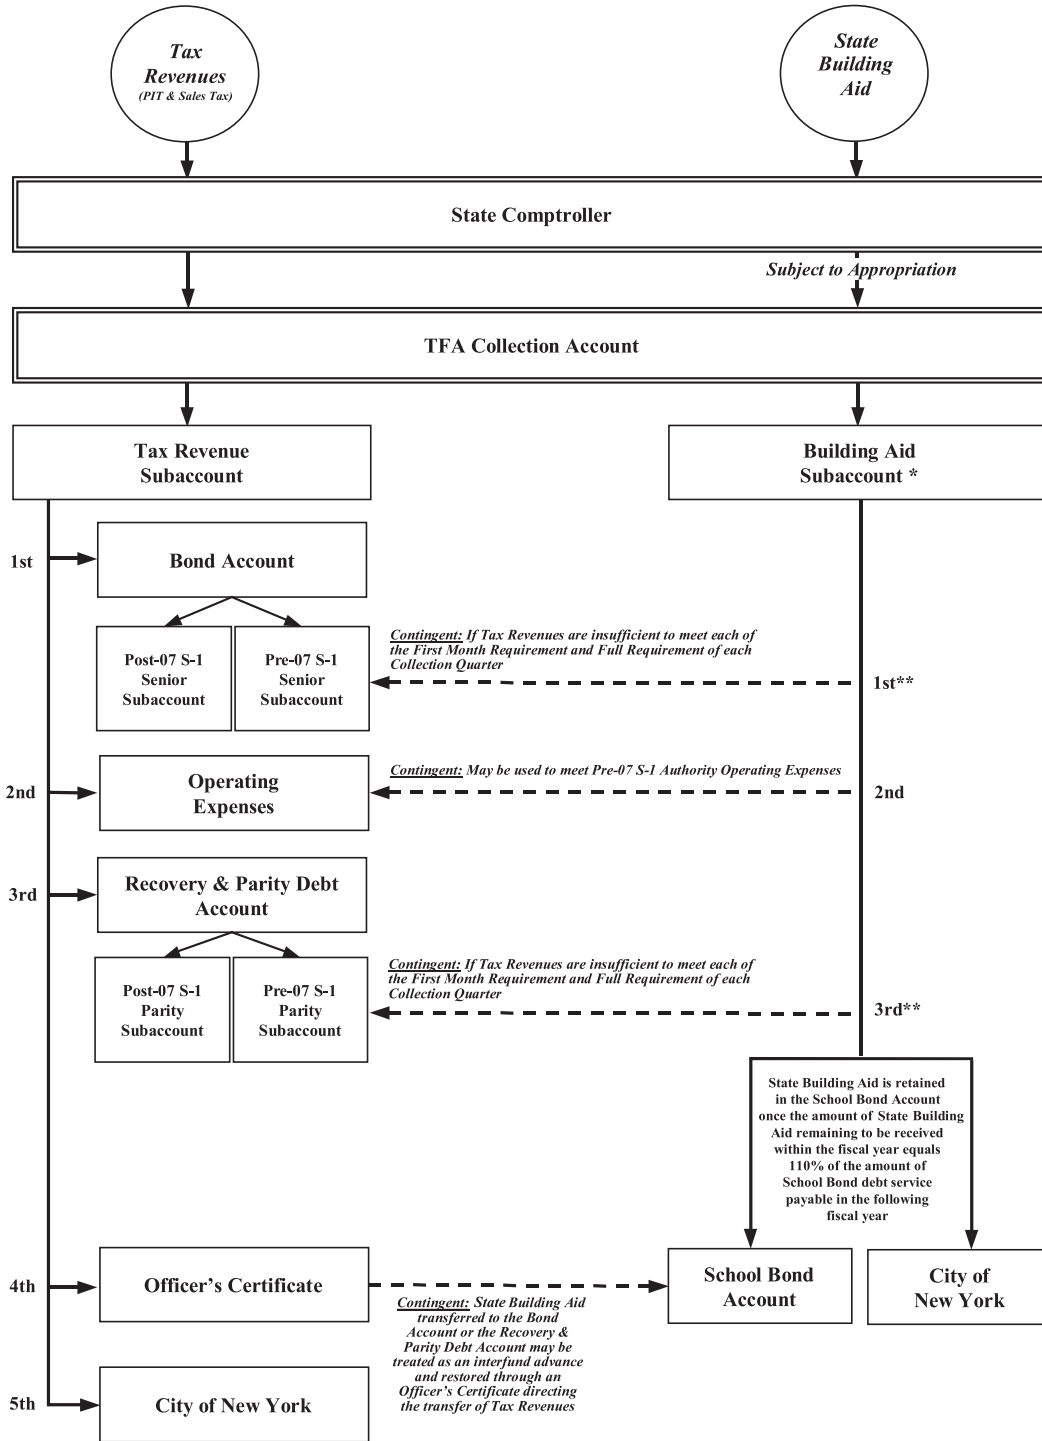 Tax
Revenues
(PIT & Sales Tax)
State
Building
Aid
State Comptroller
Subject to Appropriation
TFA Collection Account
Tax Revenue
Subaccount
Building Aid
Subaccount *
1st
Bond Account
Post-07 S-1
Senior
Subaccount
Pre-07 S-1
Senior
Subaccount
Contingent: If Tax Revenues are insufficient to meet each of
the First Month Requirement and Full Requirement of each
Collection Quarter
1st**
2nd
Operating
Expenses
Contingent: May be used to meet Pre-07 S-1 Authority Operating Expenses
2nd
3rd
Recovery & Parity Debt
Account
Post-07 S-1
Parity
Subaccount
Pre-07 S-1
Parity
Subaccount
Contingent: If Tax Revenues are insufficient to meet each of
the First Month Requirement and Full Requirement of each
Collection Quarter
3rd**
State Building Aid is retained
in the School Bond Account
once the amount of State Building
Aid remaining to be received
within the fiscal year equals
110% of the amount of
School Bond debt service
payable in the following
fiscal year
4th
Officer's Certificate
School Bond
Account
City of
New York
Contingent: State Building Aid
transferred to the Bond
Account or the Recovery &
Parity Debt Account may be
treated as an interfund advance
and restored through an
Officer's Certificate directing
the transfer of Tax Revenues
5th
City of New York